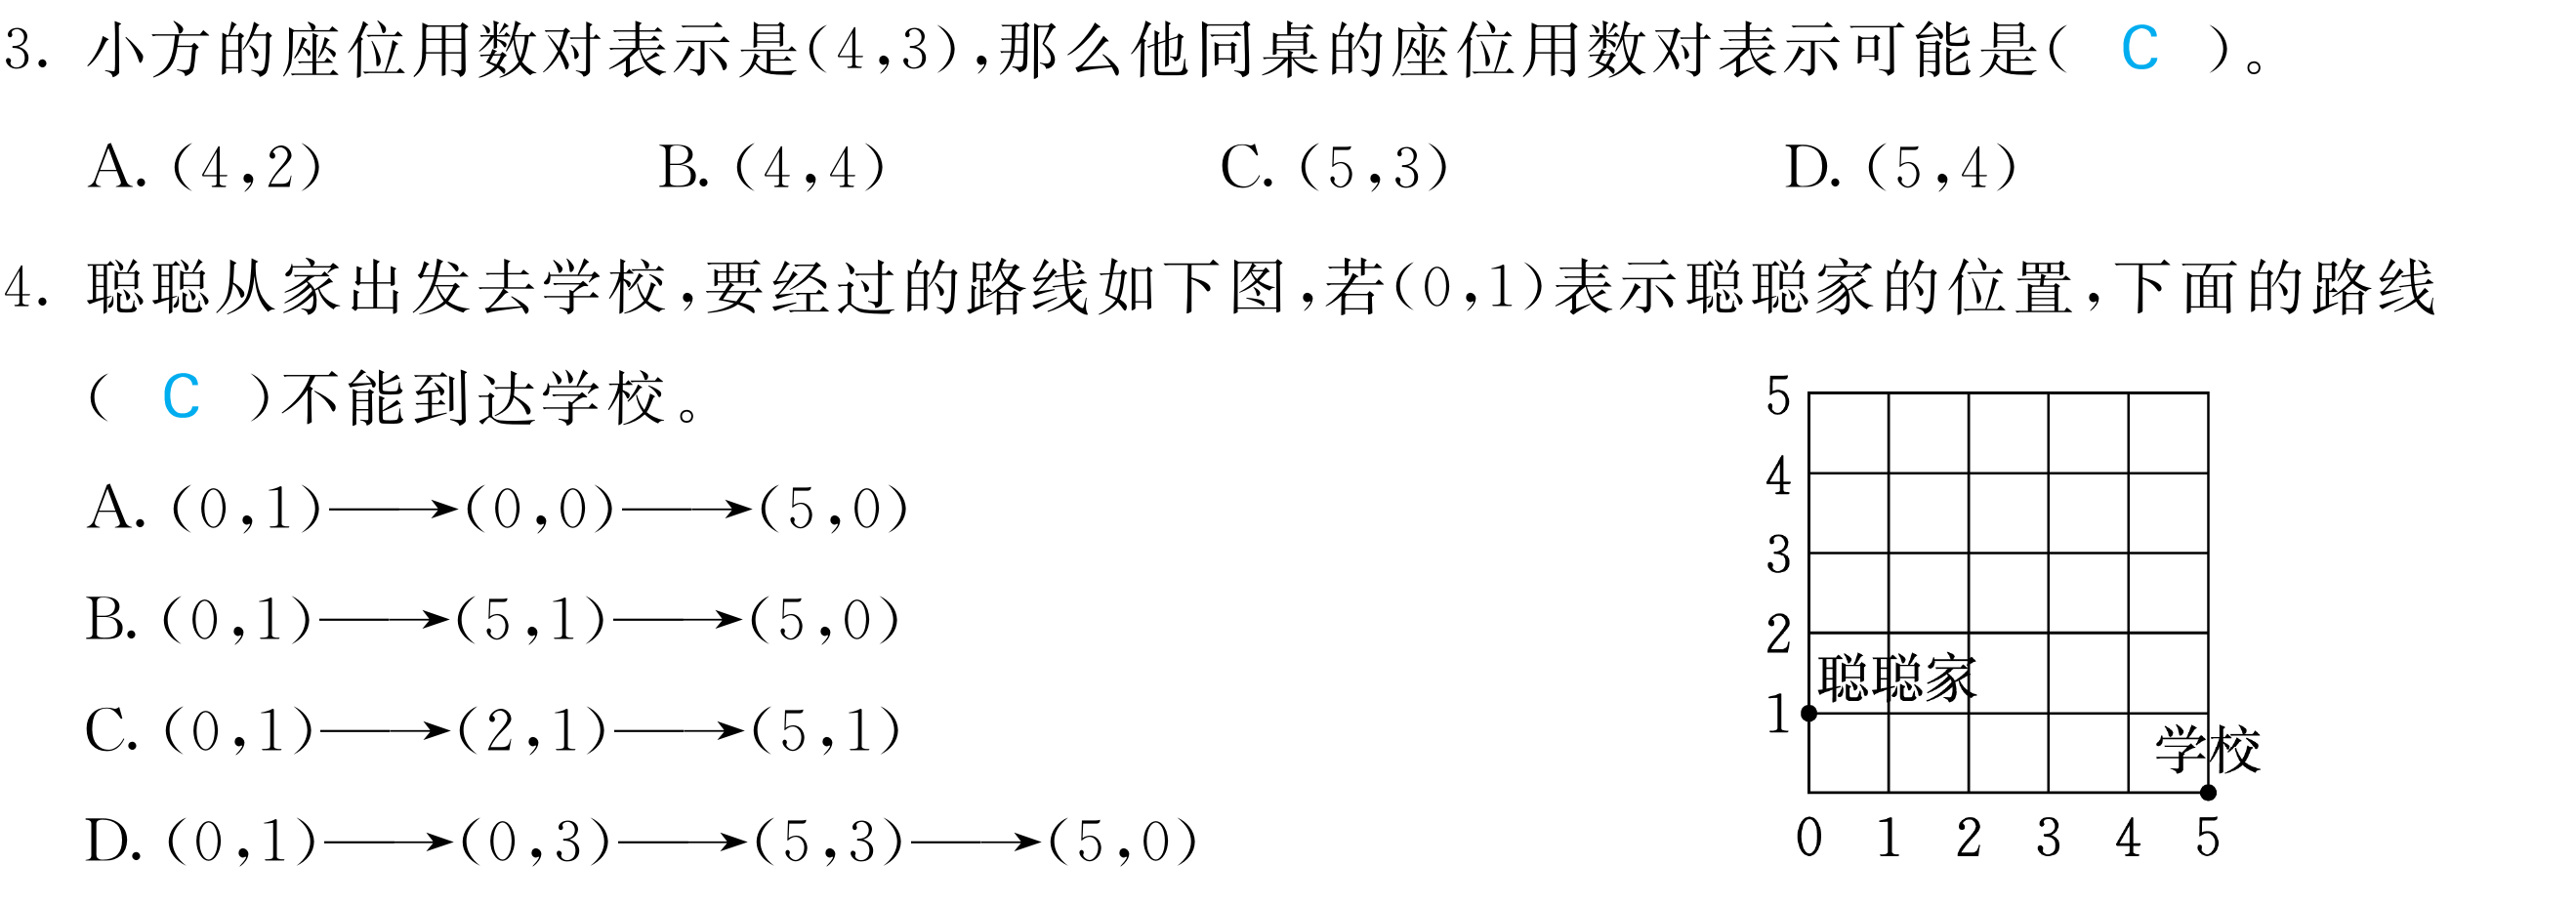 3. 小方的座位用数对表示是(4,3),那么他同桌的座位用数对表示可能是( C )。
A. (4,2) B. (4,4) C. (5,3) D. (5,4)
4. 聪聪从家出发去学校,要经过的路线如下图,若(0,1)表示聪聪家的位置,下面的路线
( C )不能到达学校。
A. (0,1)⟶(0,0)⟶(5,0)
B. (0,1)⟶(5,1)⟶(5,0)
C. (0,1)⟶(2,1)⟶(5,1)
D. (0,1)⟶(0,3)⟶(5,3)⟶(5,0)
5
4
3
2
聪聪家
1
学校
0 1 2 3 4 5